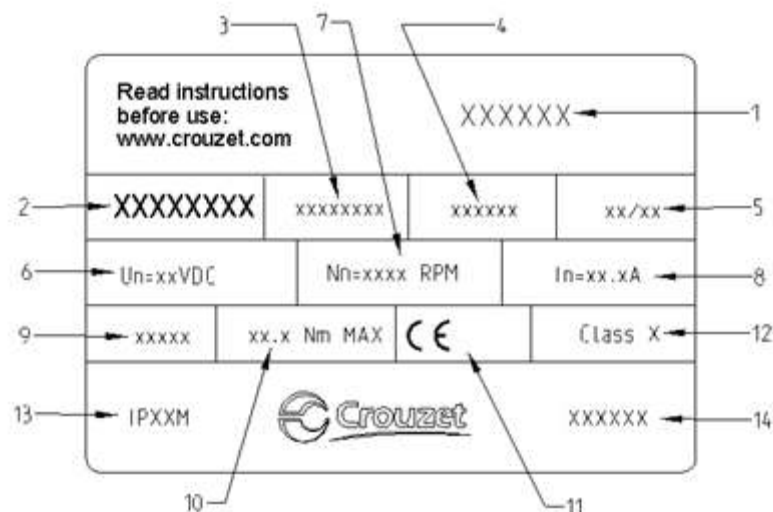 3 7 4
Read instructions
before use:
www.crouzet.com
XXXXXX 1
2 XXXXXXXX xxxxxxxx xxxxxx xx/xx 5
6 Un=xxVDC Nn=xxxx RPM In=xx.xA 8
9 xxxxx xx.x Nm MAX CE Class X 12
13 IPXXM Crouzet XXXXXX 14
10 11